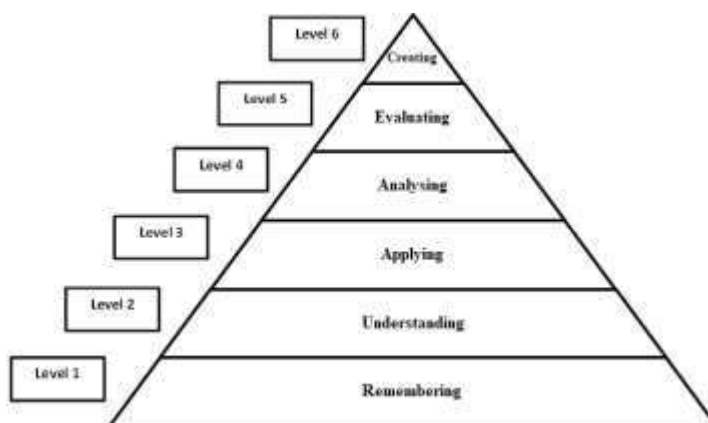 Level 6
Creating
Level 5
Evaluating
Level 4
Analysing
Level 3
Applying
Level 2
Understanding
Level 1
Remembering